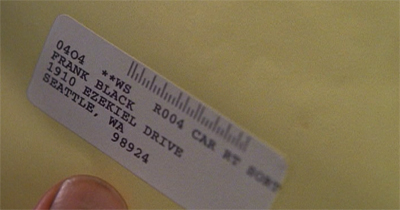 0404 **WS R004 CAR RT SORT
FRANK BLACK
1910 EZEKIEL DRIVE
SEATTLE, WA
98924